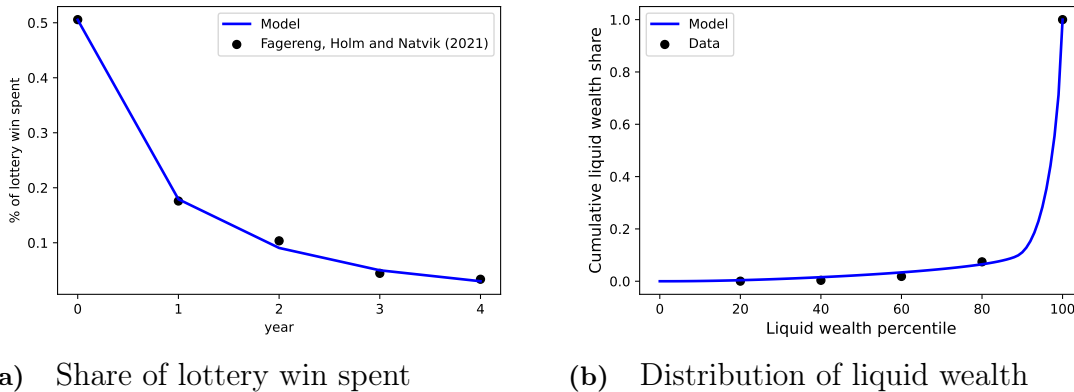 0.5
0.4
0.3
0.2
0.1
% of lottery win spent
Model
Fagereng, Holm and Natvik (2021)
0 1 2 3 4
year
a) Share of lottery win spent
1.0
0.8
0.6
0.4
0.2
0.0
Cumulative liquid wealth share
Model
Data
0 20 40 60 80 100
Liquid wealth percentile
(b) Distribution of liquid wealth